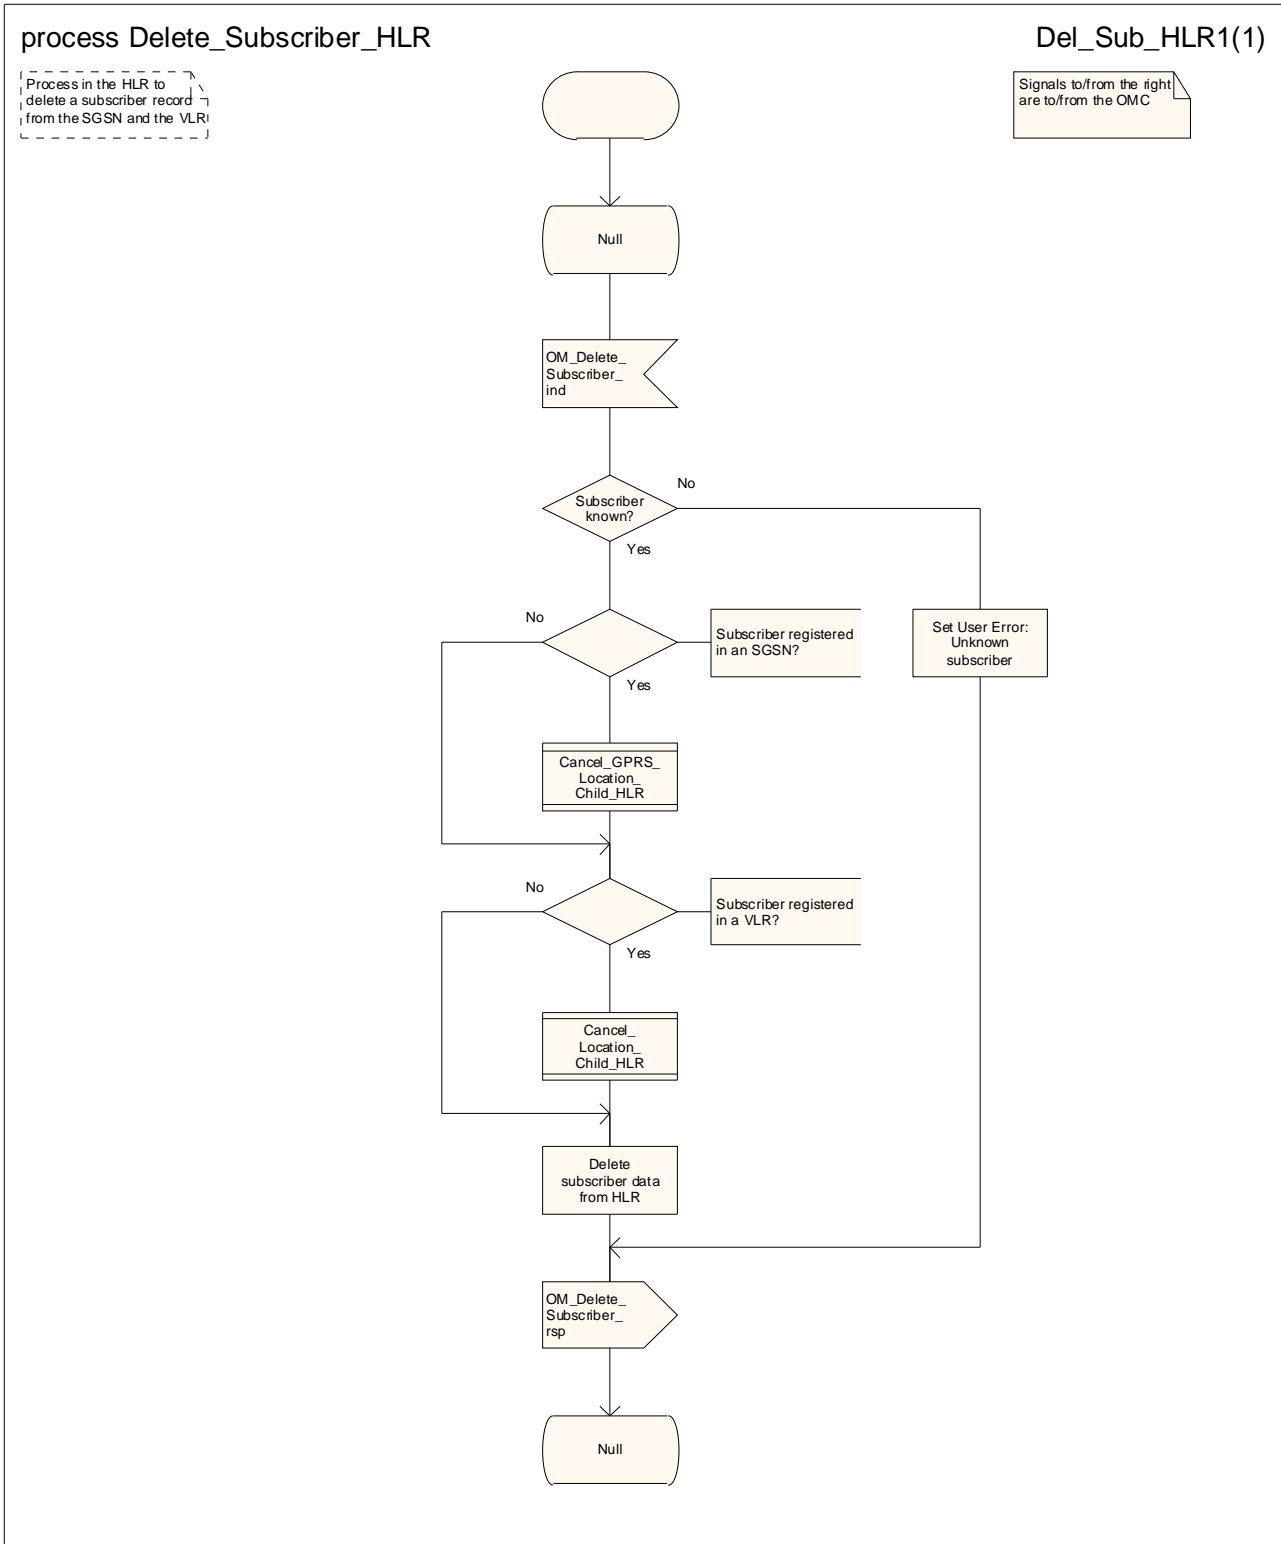 process Delete_Subscriber_HLR
Del_Sub_HLR1(1)
Process in the HLR to
delete a subscriber record
from the SGSN and the VLR
Signals to/from the right
are to/from the OMC
Null
OM_Delete_
Subscriber_
ind
Subscriber
known?
No
Yes
No
Subscriber registered
in an SGSN?
Set User Error:
Unknown
subscriber
Yes
Cancel_GPRS_
Location_
Child_HLR
No
Subscriber registered
in a VLR?
Yes
Cancel_
Location_
Child_HLR
Delete
subscriber data
from HLR
OM_Delete_
Subscriber_
rsp
Null